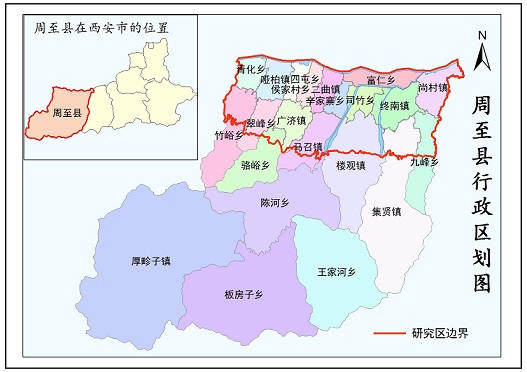 周至县在西安市的位置
周至县
N
周至县行政区划图
青化乡
哑柏镇
四屯乡
二曲镇
富仁乡
尚村镇
侯家村乡
辛家寨乡
司竹乡
终南镇
翠峰乡
广济镇
竹峪乡
马召镇
骆峪乡
楼观镇
九峰乡
陈河乡
集贤镇
厚畛子镇
王家河乡
板房子乡
研究区边界